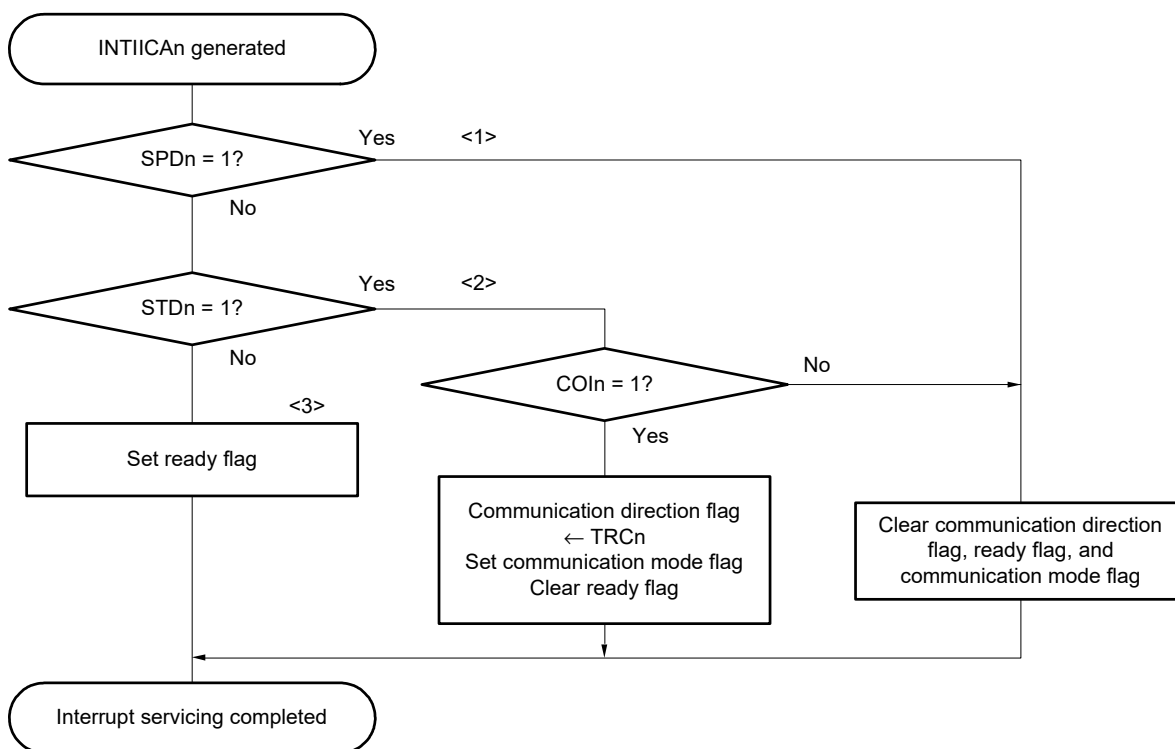 INTIICAn generated
Yes
<1>
SPDn = 1?
No
Yes
<2>
STDn = 1?
No
COIn = 1?
No
<3>
Yes
Set ready flag
Communication direction flag
← TRCn
Set communication mode flag
Clear ready flag
Clear communication direction
flag, ready flag, and
communication mode flag
Interrupt servicing completed